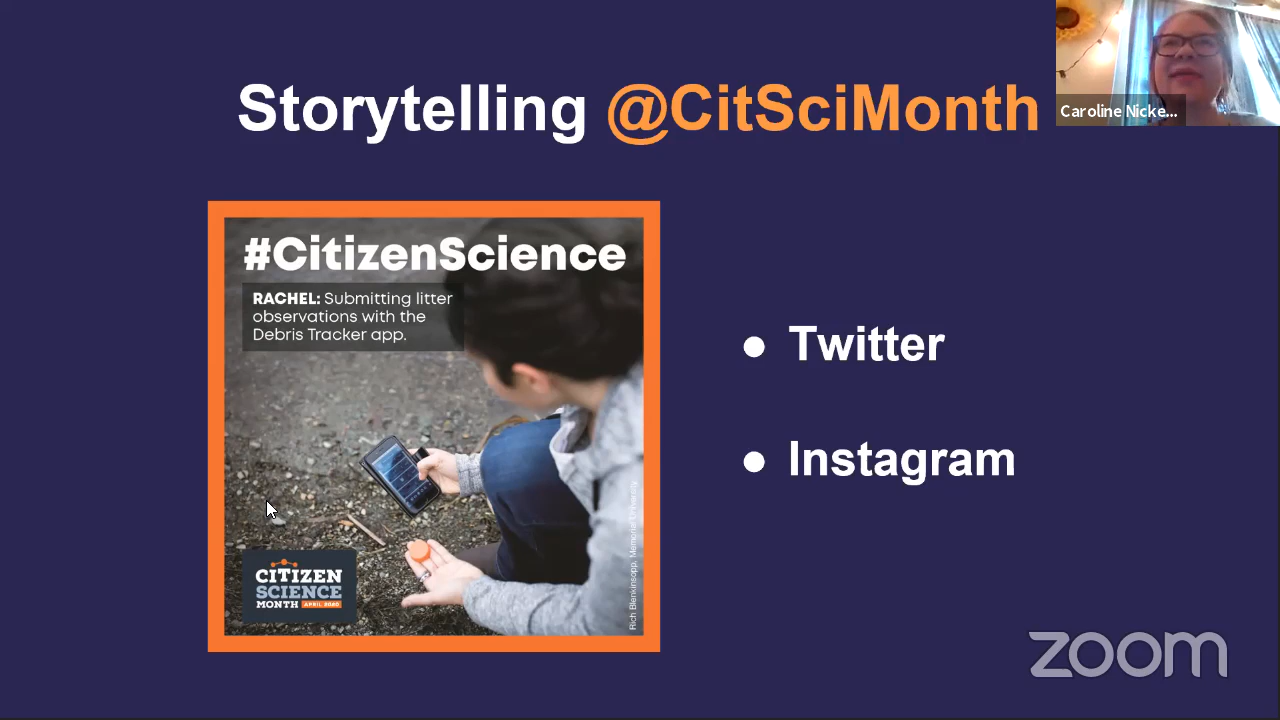 Storytelling @CitSciMonth
Caroline Nicke...
#CitizenScience
RACHEL: Submitting litter
observations with the
Debris Tracker app.
● Twitter
● Instagram
Rich Blenkinsopp, Memorial University
CITIZEN
SCIENCE
MONTH APRIL 2020
zoom